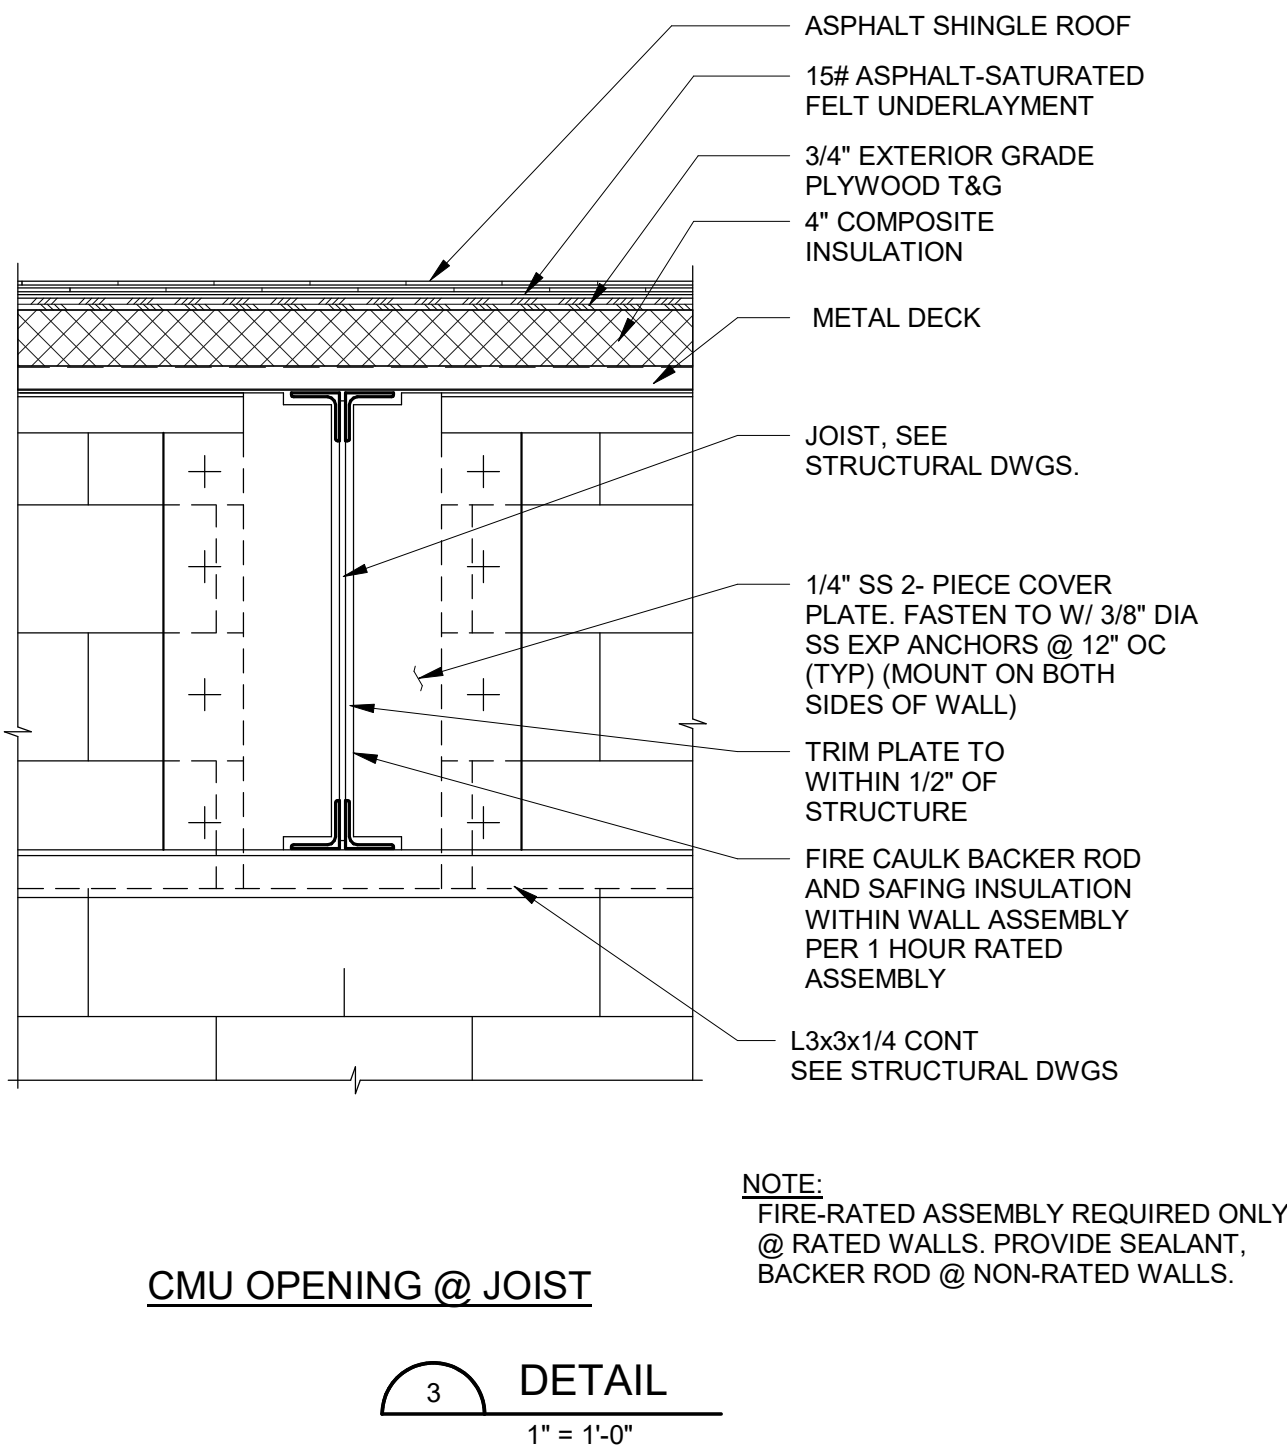 ASPHALT SHINGLE ROOF
15# ASPHALT-SATURATED
FELT UNDERLAYMENT
3/4" EXTERIOR GRADE
PLYWOOD T&G
4" COMPOSITE
INSULATION
METAL DECK
JOIST, SEE
STRUCTURAL DWGS.
1/4" SS 2- PIECE COVER
PLATE. FASTEN TO W/ 3/8" DIA
SS EXP ANCHORS @ 12" OC
(TYP) (MOUNT ON BOTH
SIDES OF WALL)
TRIM PLATE TO
WITHIN 1/2" OF
STRUCTURE
FIRE CAULK BACKER ROD
AND SAFING INSULATION
WITHIN WALL ASSEMBLY
PER 1 HOUR RATED
ASSEMBLY
L3x3x1/4 CONT
SEE STRUCTURAL DWGS
NOTE:
FIRE-RATED ASSEMBLY REQUIRED ONLY
@ RATED WALLS. PROVIDE SEALANT,
BACKER ROD @ NON-RATED WALLS.
CMU OPENING @ JOIST
3
DETAIL
1" = 1'-0"